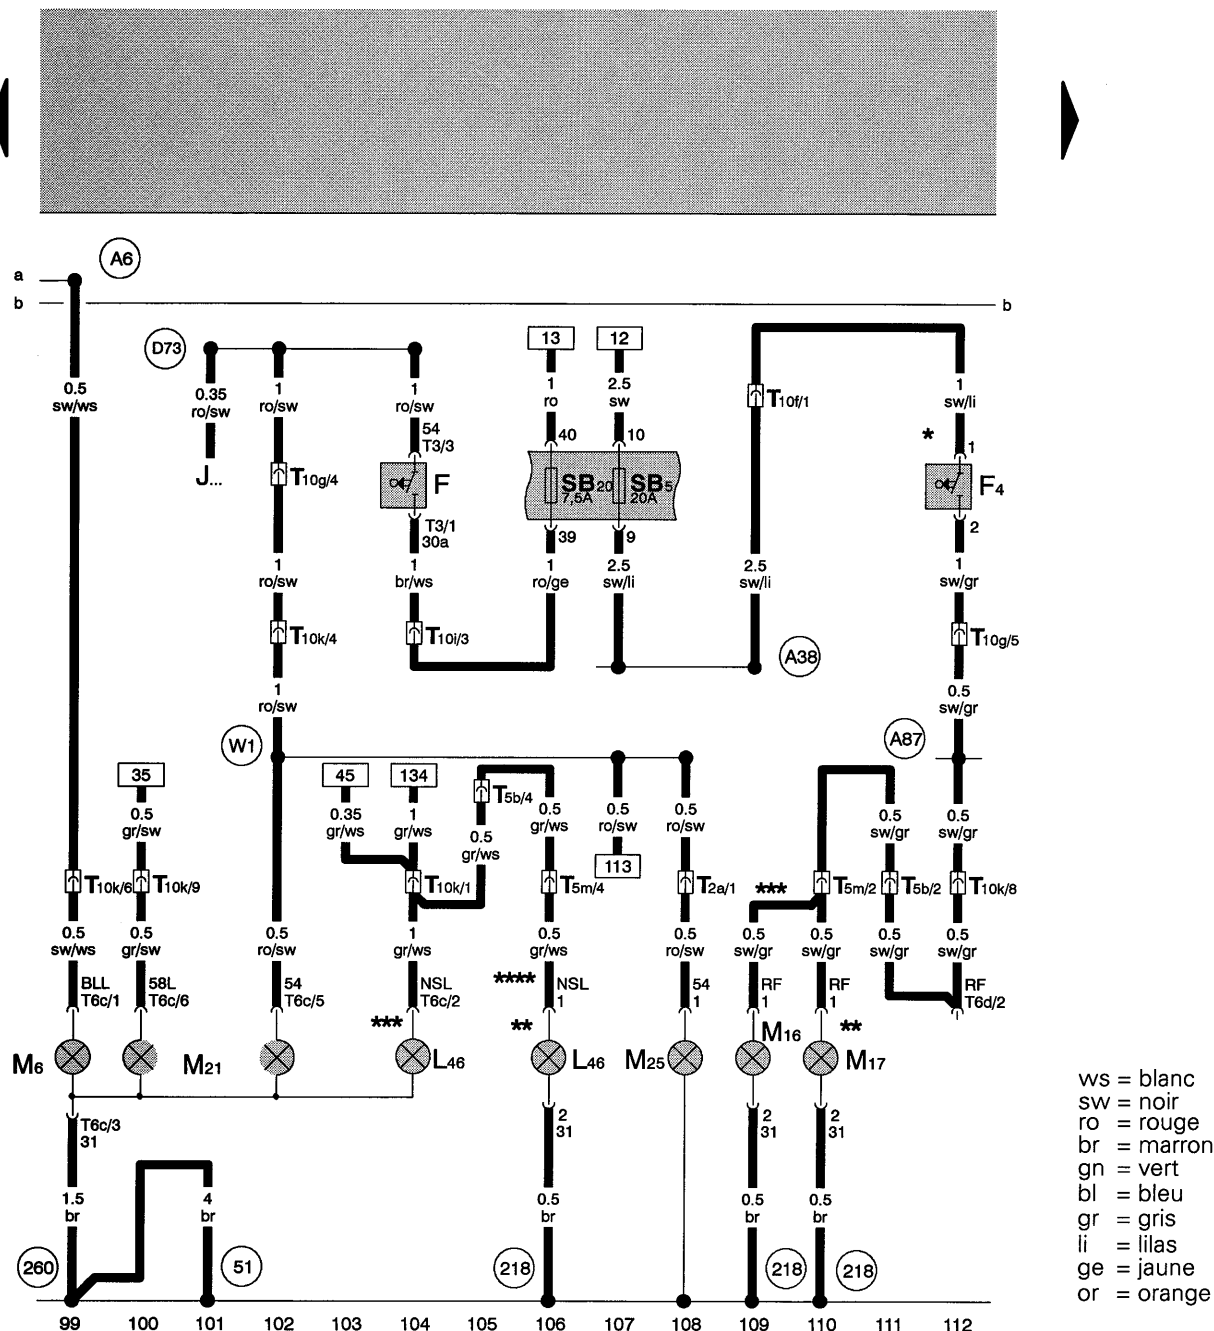 A6
a
b
b
D73
13
12
0.5
sw/ws
0.35
ro/sw
1
ro/sw
1
ro/sw
1
ro
2.5
sw
1
sw/li
T10f/1
54
T3/3
40
10
*
1
J...
T10g/4
F
SB20
7,5A
SB5
20A
F4
T3/1
30a
39
9
2
1
ro/sw
1
br/ws
1
ro/ge
2.5
sw/li
2.5
sw/li
1
sw/gr
T10k/4
T10i/3
A38
T10g/5
1
ro/sw
0.5
sw/gr
W1
A87
35
45
134
T5b/4
0.5
gr/sw
0.35
gr/ws
1
gr/ws
0.5
gr/ws
0.5
gr/ws
0.5
ro/sw
0.5
ro/sw
0.5
sw/gr
0.5
sw/gr
113
T10k/6
T10k/9
T10k/1
T5m/4
T2a/1
***
T5m/2
T5b/2
T10k/8
0.5
sw/ws
0.5
gr/sw
0.5
ro/sw
1
gr/ws
0.5
gr/ws
0.5
ro/sw
0.5
sw/gr
0.5
sw/gr
0.5
sw/gr
0.5
sw/gr
BLL
T6c/1
58L
T6c/6
54
T6c/5
NSL
T6c/2
****
NSL
1
54
1
RF
1
RF
1
RF
T6d/2
***
**
**
M6
M21
L46
L46
M25
M16
M17
T6c/3
31
2
31
2
31
2
31
1.5
br
4
br
0.5
br
0.5
br
0.5
br
260
51
218
218
218
99 100 101 102 103 104 105 106 107 108 109 110 111 112
ws = blanc
sw = noir
ro = rouge
br = marron
gn = vert
bl = bleu
gr = gris
li = lilas
ge = jaune
or = orange